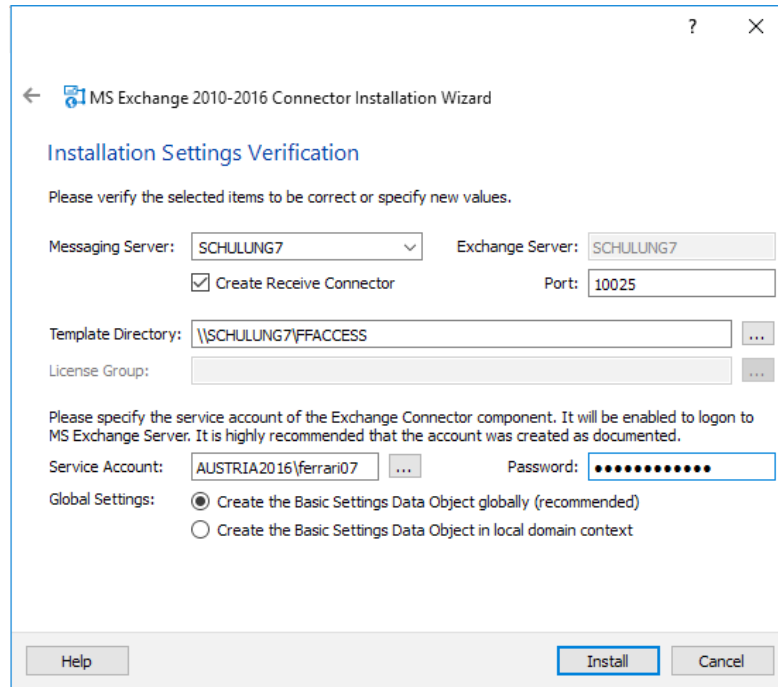 ?
MS Exchange 2010-2016 Connector Installation Wizard
Installation Settings Verification
Please verify the selected items to be correct or specify new values.
Messaging Server: SCHULUNG7 Exchange Server: SCHULUNG7
Create Receive Connector Port: 10025
Template Directory: \\SCHULUNG7\FFACCESS ...
License Group: ...
Please specify the service account of the Exchange Connector component. It will be enabled to logon to
MS Exchange Server. It is highly recommended that the account was created as documented.
Service Account: AUSTRIA2016\ferrari07 ... Password: ●●●●●●●●●●●●
Global Settings: Create the Basic Settings Data Object globally (recommended)
Create the Basic Settings Data Object in local domain context
Help Install Cancel